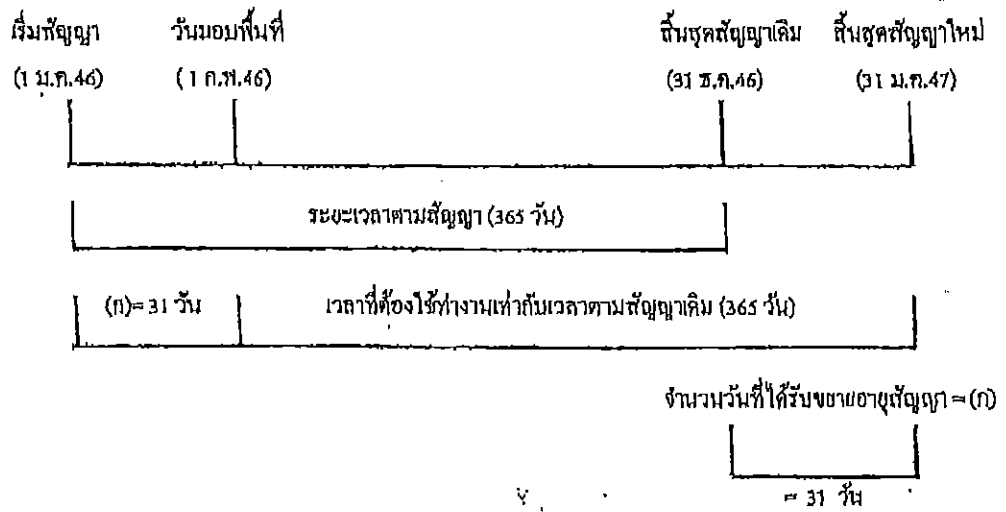 เริ่มสัญญา วันมอบพื้นที่ สิ้นสุดสัญญาเดิม สิ้นสุดสัญญาใหม่
(1 ม.ค.46) (1 ก.พ.46) (31 ธ.ค.46) (31 ม.ค.47)
ระยะเวลาตามสัญญา (365 วัน)
(ก)= 31 วัน เวลาที่ต้องใช้ทำงานเท่ากับเวลาตามสัญญาเดิม (365 วัน)
จำนวนวันที่ได้รับขยายอายุสัญญา = (ก)
= 31 วัน